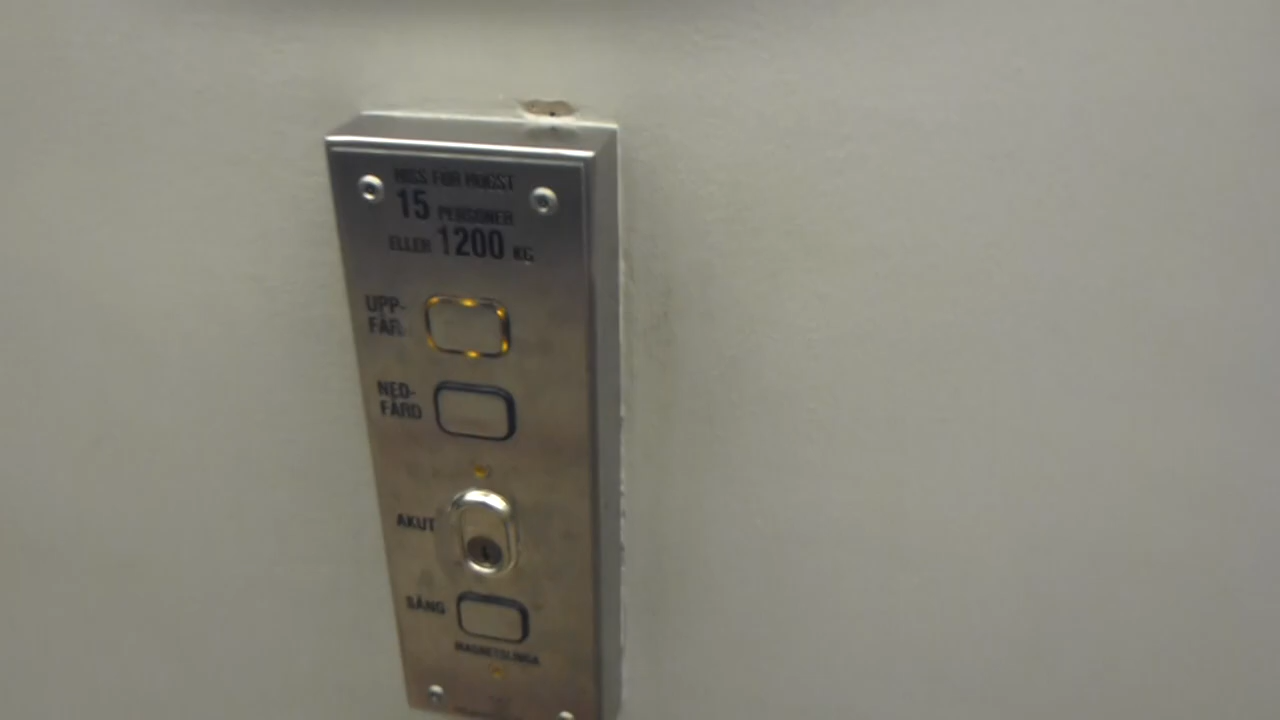 HISS FÖR HÖGST
15 PERSONER
ELLER 1200 KG
UPP-
FÄRD
NED-
FÄRD
AKUT
SÄNG
MAGNETSLINGA